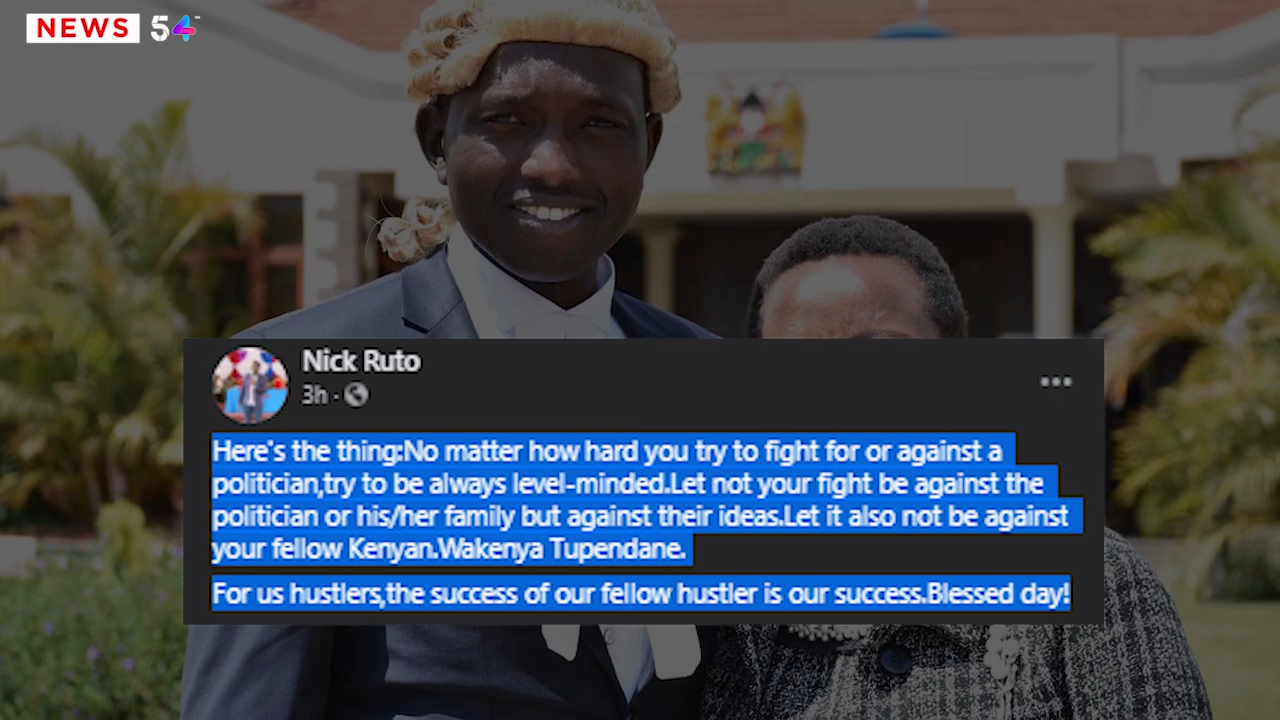 NEWS 54
Nick Ruto
3h ·
Here's the thing:No matter how hard you try to fight for or against a
politician,try to be always level-minded.Let not your fight be against the
politician or his/her family but against their ideas.Let it also not be against
your fellow Kenyan.Wakenya Tupendane.
For us hustlers,the success of our fellow hustler is our success.Blessed day!